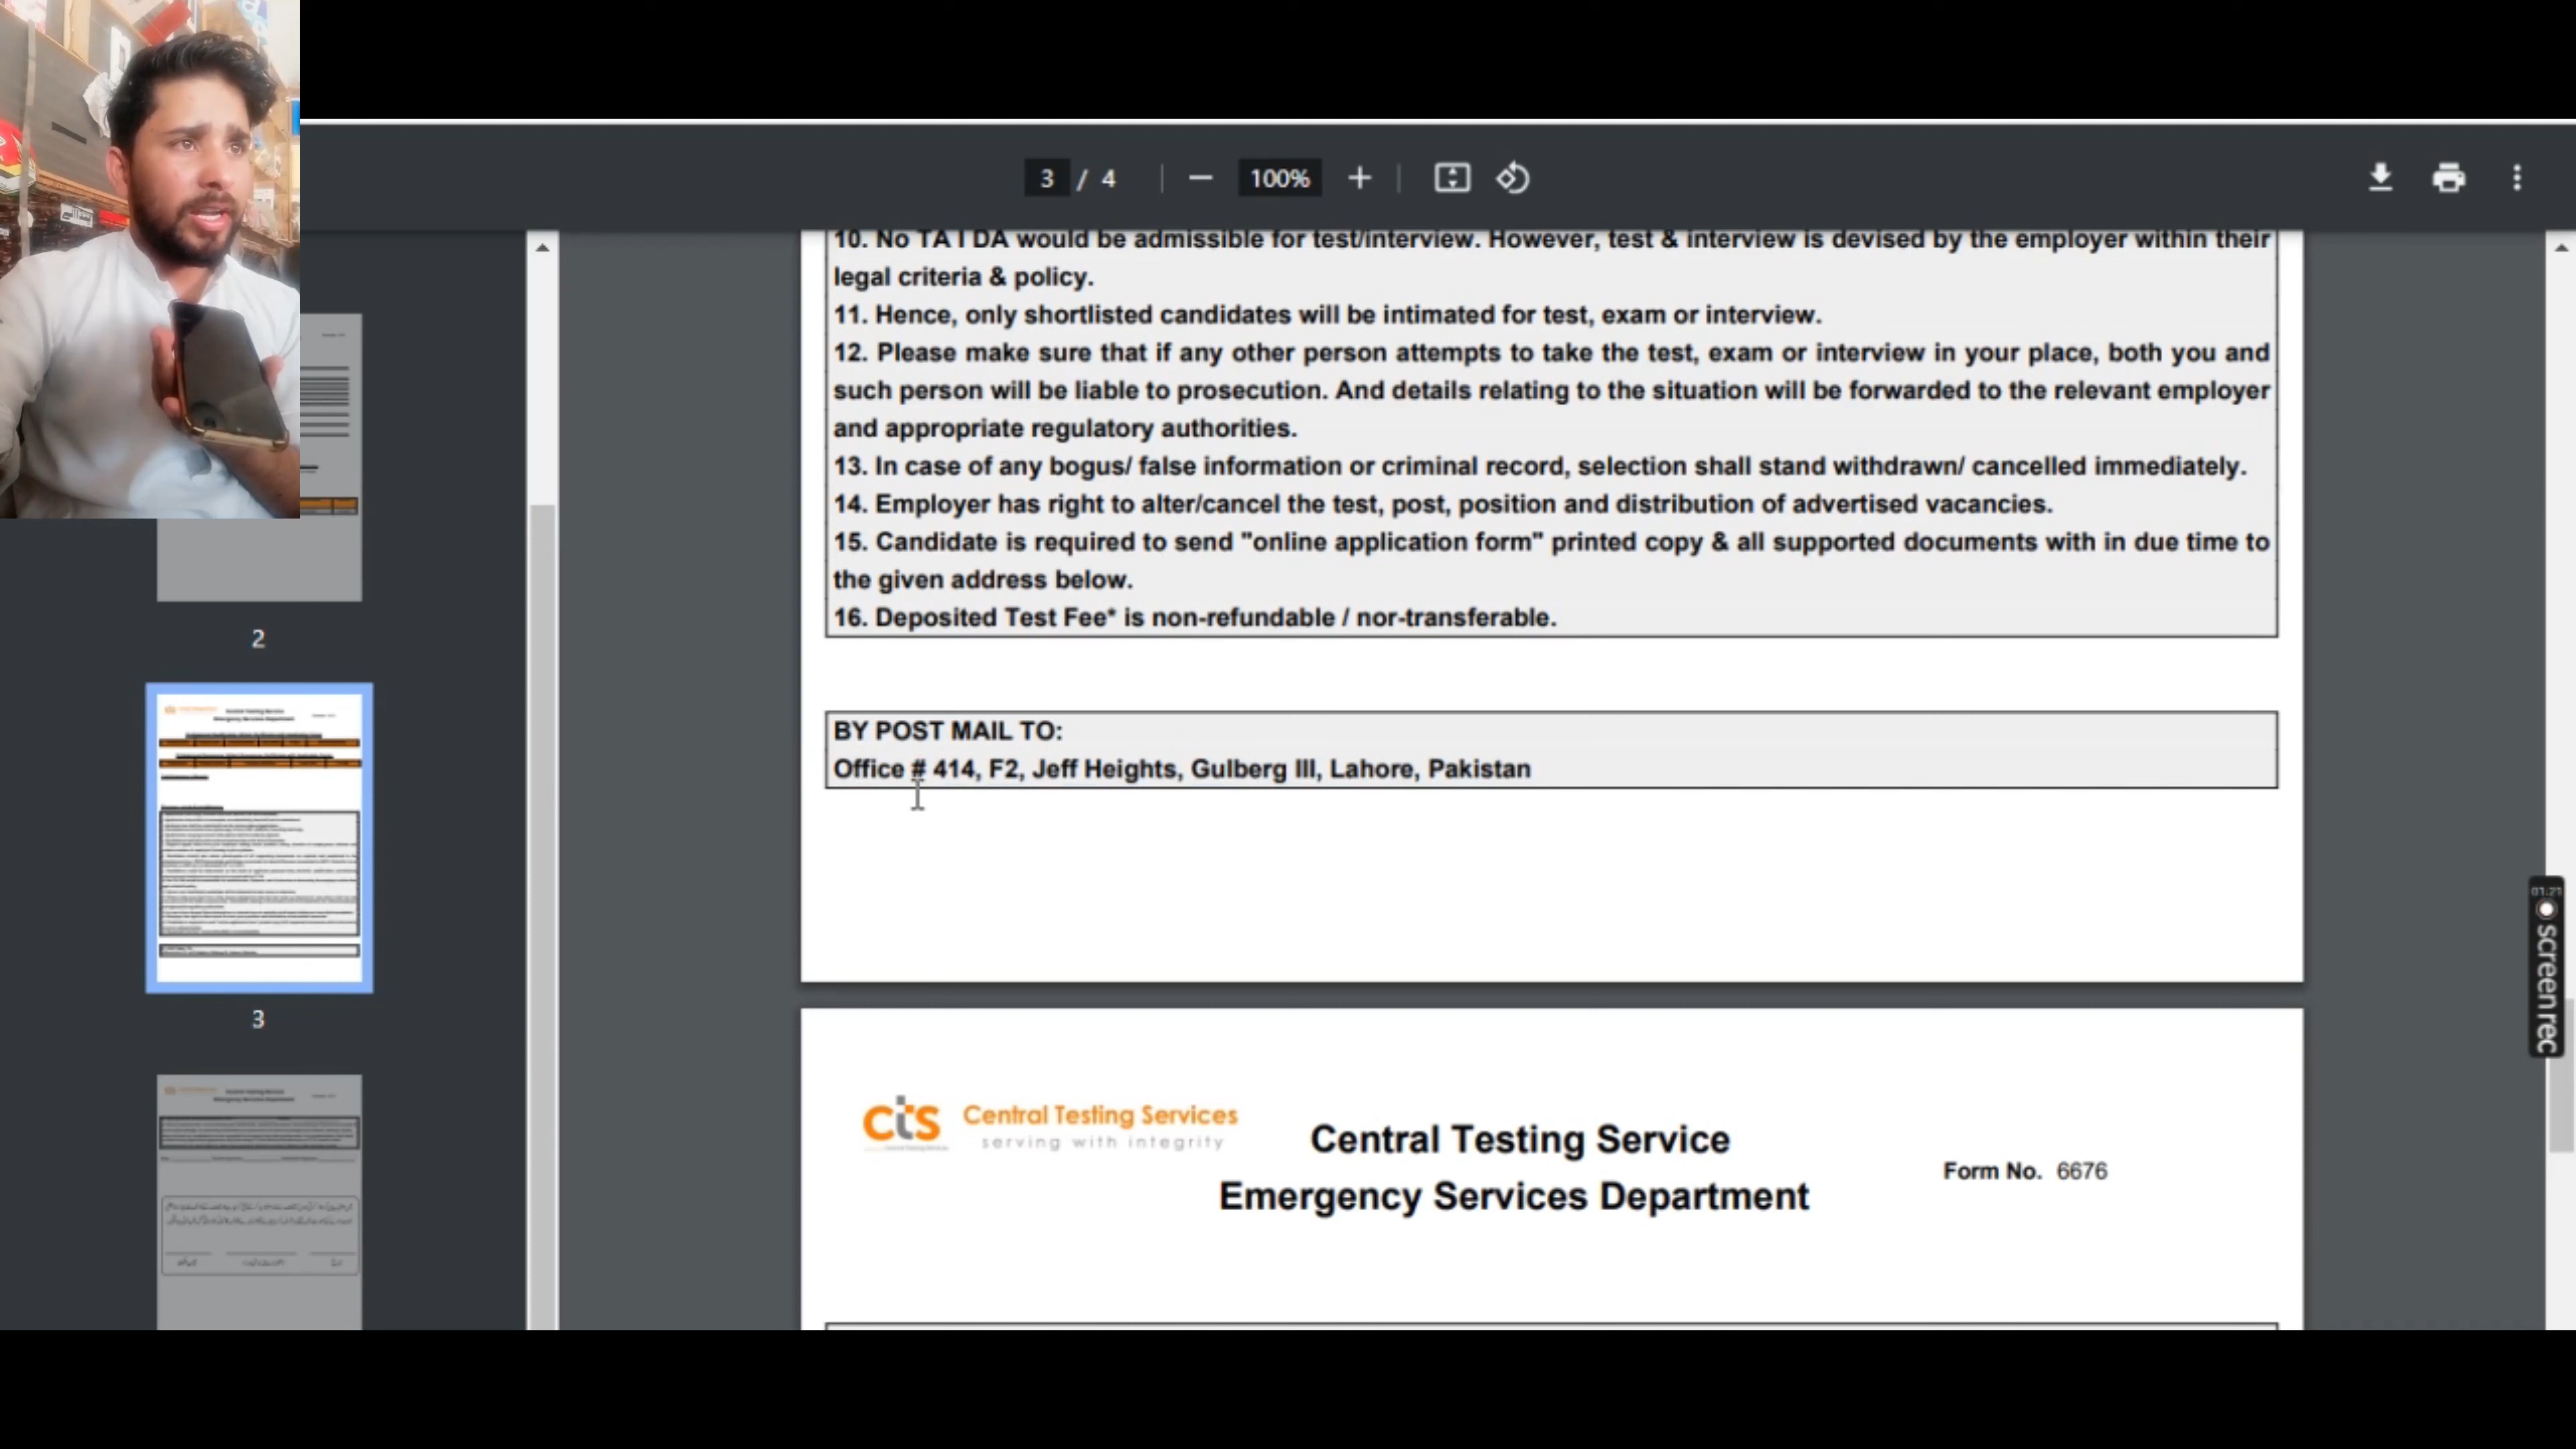 3 / 4
100%
10. No TA I DA would be admissible for test/interview. However, test & interview is devised by the employer within their
legal criteria & policy.
11. Hence, only shortlisted candidates will be intimated for test, exam or interview.
12. Please make sure that if any other person attempts to take the test, exam or interview in your place, both you and
such person will be liable to prosecution. And details relating to the situation will be forwarded to the relevant employer
and appropriate regulatory authorities.
13. In case of any bogus/ false information or criminal record, selection shall stand withdrawn/ cancelled immediately.
14. Employer has right to alter/cancel the test, post, position and distribution of advertised vacancies.
15. Candidate is required to send "online application form" printed copy & all supported documents with in due time to
the given address below.
16. Deposited Test Fee* is non-refundable / nor-transferable.
2
BY POST MAIL TO:
Office # 414, F2, Jeff Heights, Gulberg III, Lahore, Pakistan
3
01:21
screen rec
cts
Central Testing Services
serving with integrity
Central Testing Service
Emergency Services Department
Form No. 6676